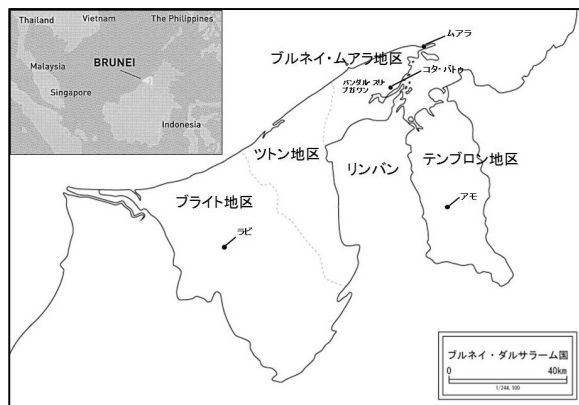 Thailand
Vietnam
The Philippines
BRUNEI
Malaysia
Singapore
Indonesia
ムアラ
ブルネイ・ムアラ地区
コタ・バトゥ
バンダル・スリ・
ブガワン
ツトン地区
リンバン
テンブロン地区
ブライト地区
アモ
ラビ
ブルネイ・ダルサラーム国
0
40km
1/244,100